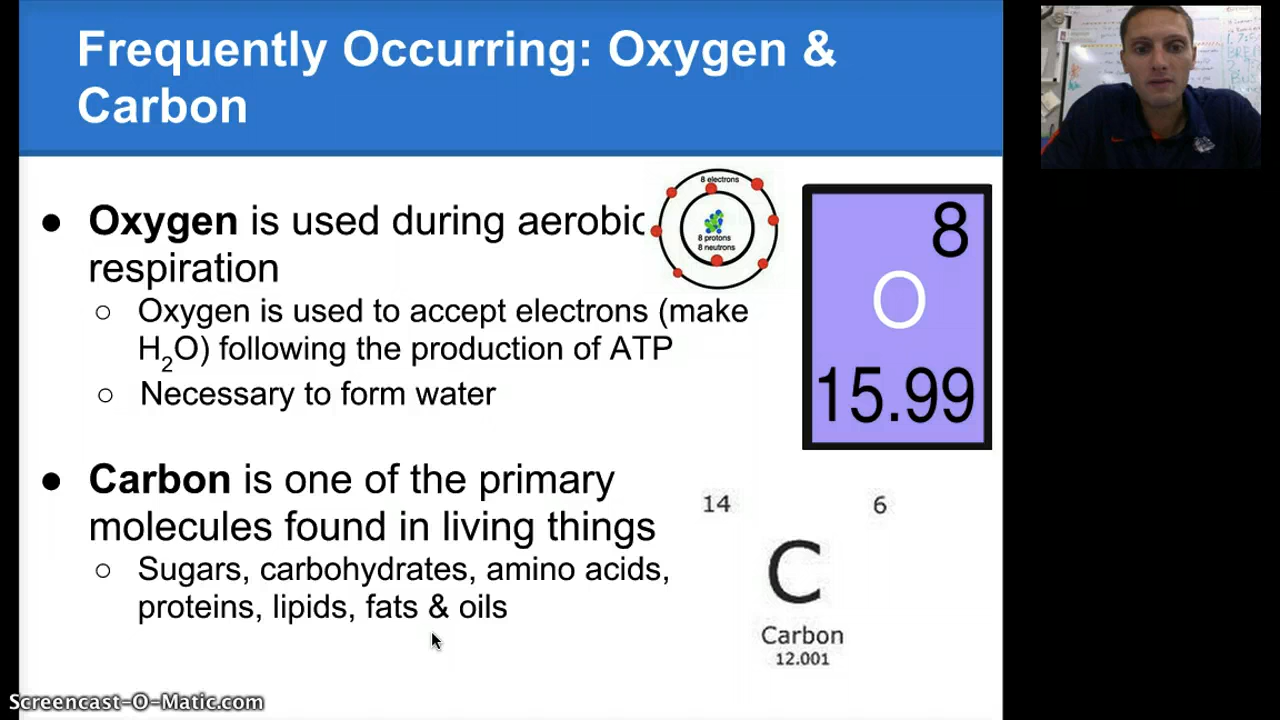 Frequently Occurring: Oxygen &
Carbon
● Oxygen is used during aerobic
respiration
○ Oxygen is used to accept electrons (make
H₂O) following the production of ATP
○ Necessary to form water
● Carbon is one of the primary
molecules found in living things
○ Sugars, carbohydrates, amino acids,
proteins, lipids, fats & oils
8 electrons
8 protons
8 neutrons
8
O
15.99
14 6
C
Carbon
12.001
Screencast-O-Matic.com